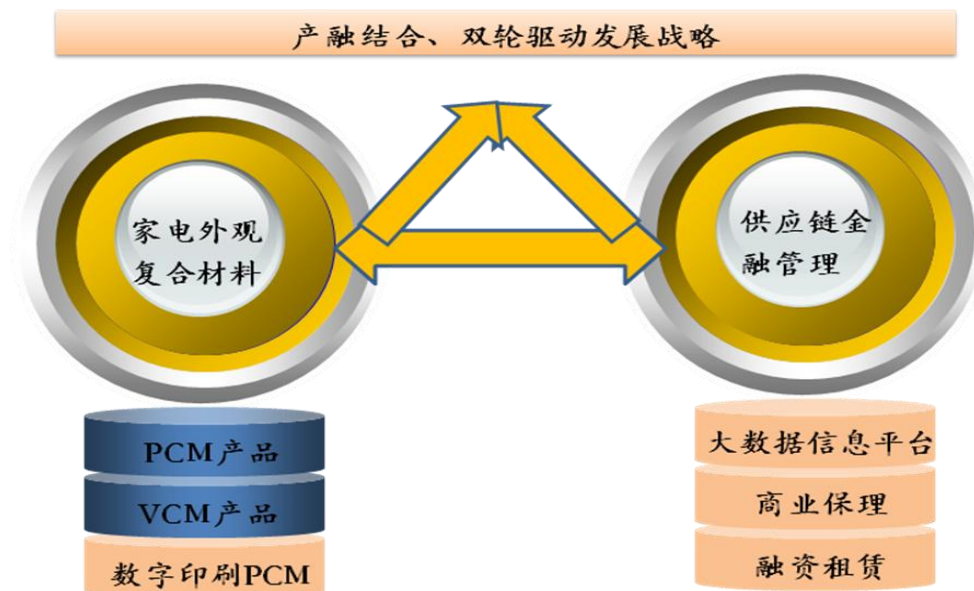 产融结合、双轮驱动发展战略
家电外观
复合材料
供应链金
融管理
PCM产品
VCM产品
数字印刷PCM
大数据信息平台
商业保理
融资租赁